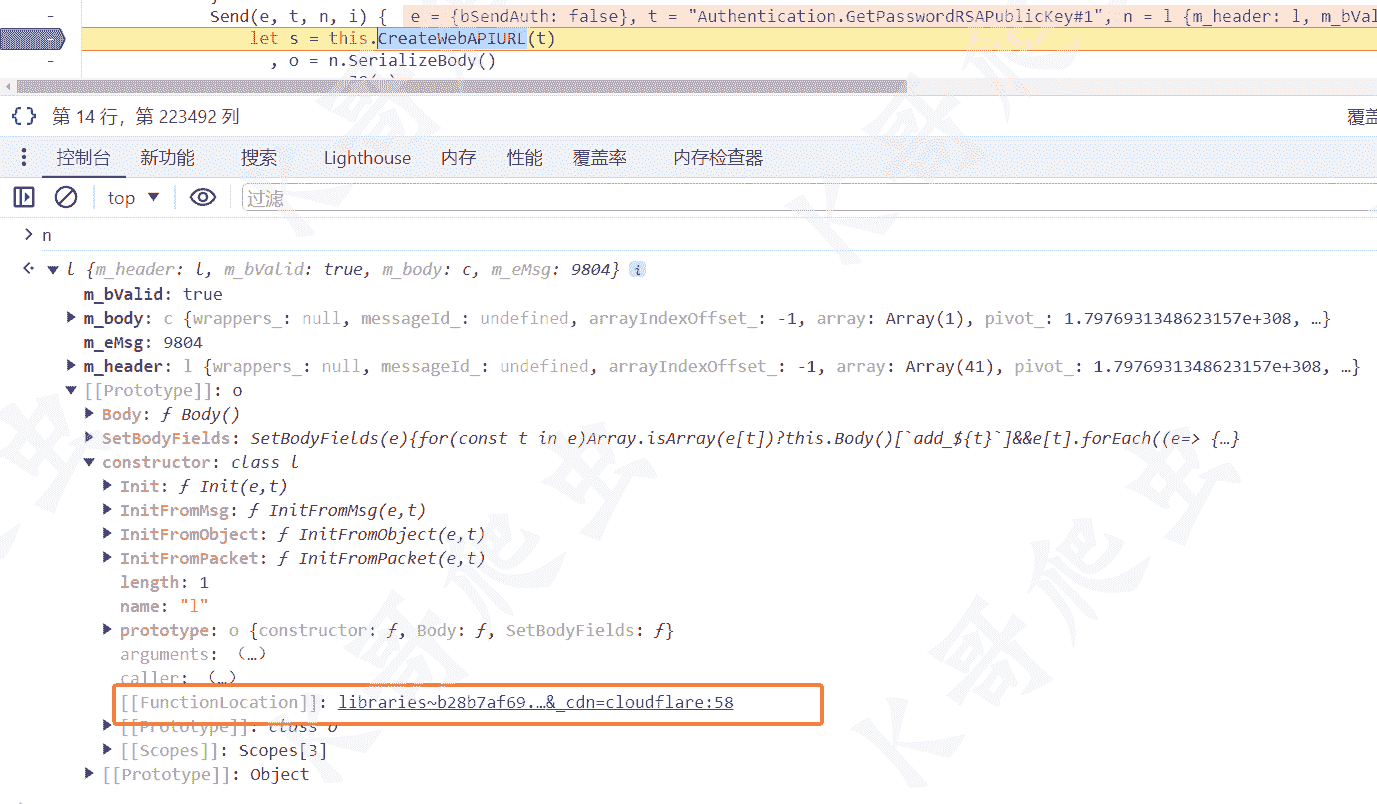 Send(e, t, n, i) { e = {bSendAuth: false}, t = "Authentication.GetPasswordRSAPublicKey#1", n = l {m_header: l, m_bVal
let s = this.CreateWebAPIURL(t)
, o = n.SerializeBody()
{} 第 14 行，第 223492 列
覆盖
控制台 新功能 搜索 Lighthouse 内存 性能 覆盖率 内存检查器
top ▼ 过滤
> n
l {m_header: l, m_bValid: true, m_body: c, m_eMsg: 9804}
m_bValid: true
m_body: c {wrappers_: null, messageId_: undefined, arrayIndexOffset_: -1, array: Array(1), pivot_: 1.7976931348623157e+308, …}
m_eMsg: 9804
m_header: l {wrappers_: null, messageId_: undefined, arrayIndexOffset_: -1, array: Array(41), pivot_: 1.7976931348623157e+308, …}
[[Prototype]]: o
Body: ƒ Body()
SetBodyFields: SetBodyFields(e){for(const t in e)Array.isArray(e[t])?this.Body()[`add_${t}`]&&e[t].forEach((e=> {…}
constructor: class l
Init: ƒ Init(e,t)
InitFromMsg: ƒ InitFromMsg(e,t)
InitFromObject: ƒ InitFromObject(e,t)
InitFromPacket: ƒ InitFromPacket(e,t)
length: 1
name: "l"
prototype: o {constructor: ƒ, Body: ƒ, SetBodyFields: ƒ}
arguments: (…)
caller: (…)
[[FunctionLocation]]: libraries~b28b7af69.…&_cdn=cloudflare:58
[[Prototype]]: class o
[[Scopes]]: Scopes[3]
[[Prototype]]: Object
K哥爬虫